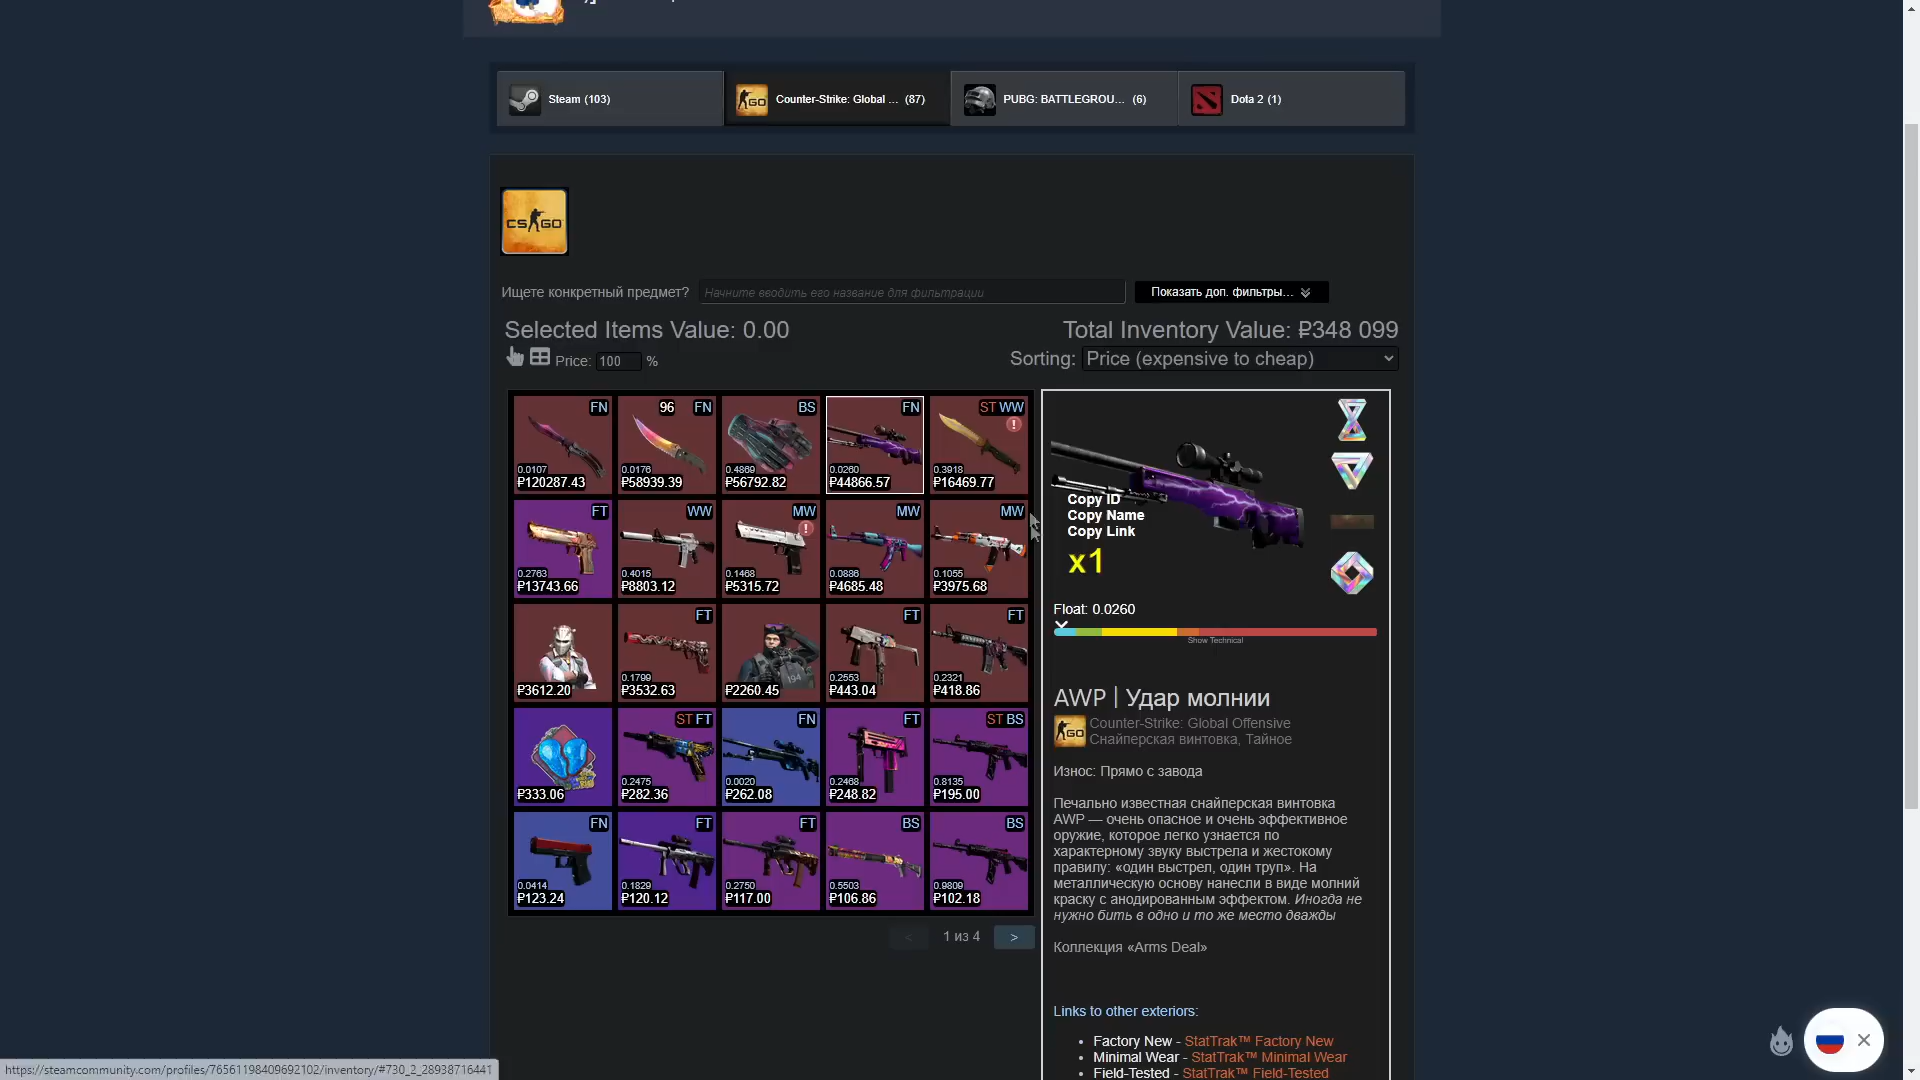 Steam (103)
Counter-Strike: Global ... (87)
PUBG: BATTLEGROU... (6)
Dota 2 (1)
CS GO
Ищете конкретный предмет?
Начните вводить его название для фильтрации
Показать доп. фильтры...
Selected Items Value: 0.00
Total Inventory Value: ₽348 099
Price: 100 %
Sorting: Price (expensive to cheap)
FN
96 FN
BS
FN
ST WW
0.0107
0.0176
0.4869
0.0260
0.3918
₽120287.43
₽58939.39
₽56792.82
₽44866.57
₽16469.77
FT
WW
MW
MW
MW
0.2763
0.4015
0.1468
0.0886
0.1055
₽13743.66
₽8803.12
₽5315.72
₽4685.48
₽3975.68
FT
FT
FT
0.1799
194
0.2553
0.2321
₽3612.20
₽3532.63
₽2260.45
₽443.04
₽418.86
ST FT
FN
FT
ST BS
0.2475
0.0020
0.2468
0.8135
₽333.06
₽282.36
₽262.08
₽248.82
₽195.00
FN
FT
FT
BS
BS
0.0414
0.1829
0.2750
0.5503
0.9809
₽123.24
₽120.12
₽117.00
₽106.86
₽102.18
<
1 из 4
>
Copy ID
Copy Name
Copy Link
x1
Float: 0.0260
Show Technical
AWP | Удар молнии
Counter-Strike: Global Offensive
Снайперская винтовка, Тайное
Износ: Прямо с завода
Печально известная снайперская винтовка
AWP — очень опасное и очень эффективное
оружие, которое легко узнается по
характерному звуку выстрела и жестокому
правилу: «один выстрел, один труп». На
металлическую основу нанесли в виде молний
краску с анодированным эффектом. Иногда не
нужно бить в одно и то же место дважды
Коллекция «Arms Deal»
Links to other exteriors:
• Factory New - StatTrak™ Factory New
• Minimal Wear - StatTrak™ Minimal Wear
• Field-Tested - StatTrak™ Field-Tested
https://steamcommunity.com/profiles/76561198409692102/inventory/#730_2_28938716441